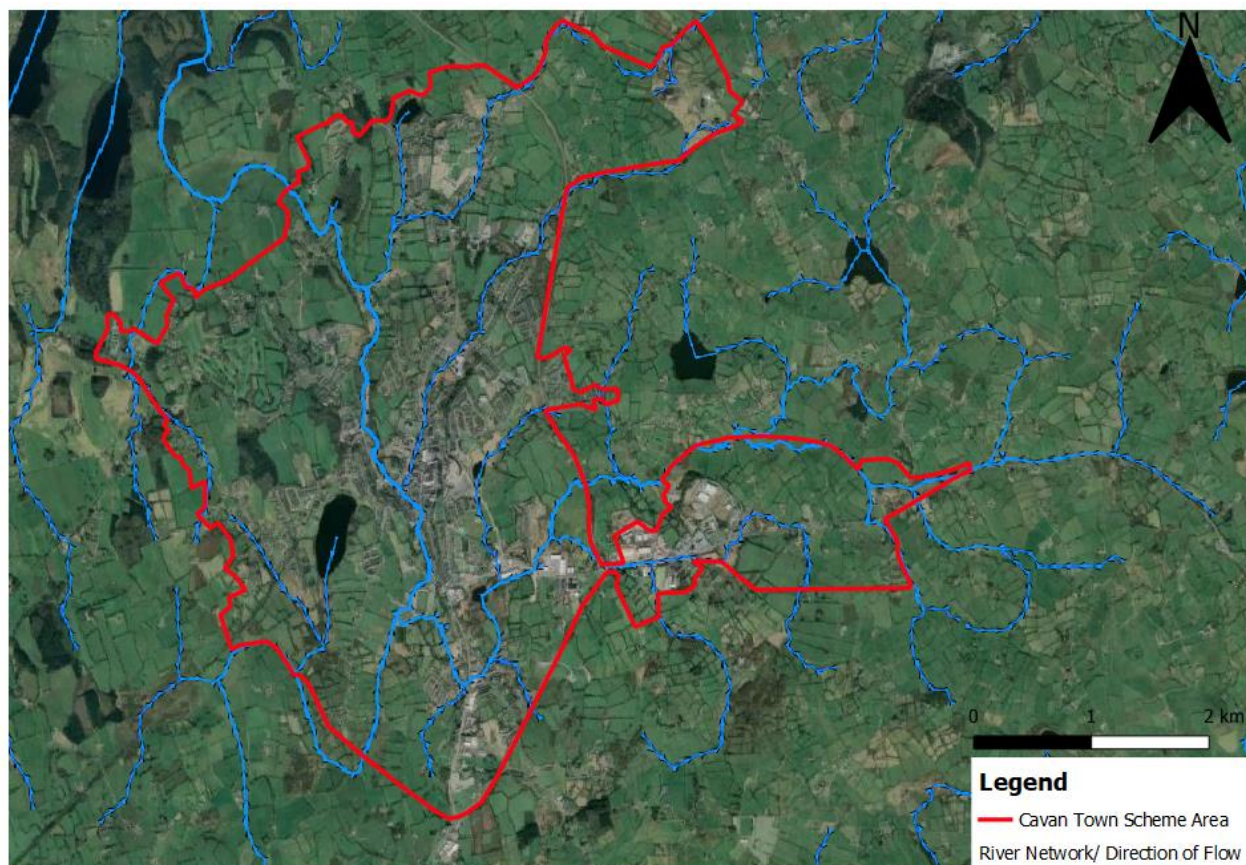 N
0 1 2 km
Legend
Cavan Town Scheme Area
River Network/ Direction of Flow